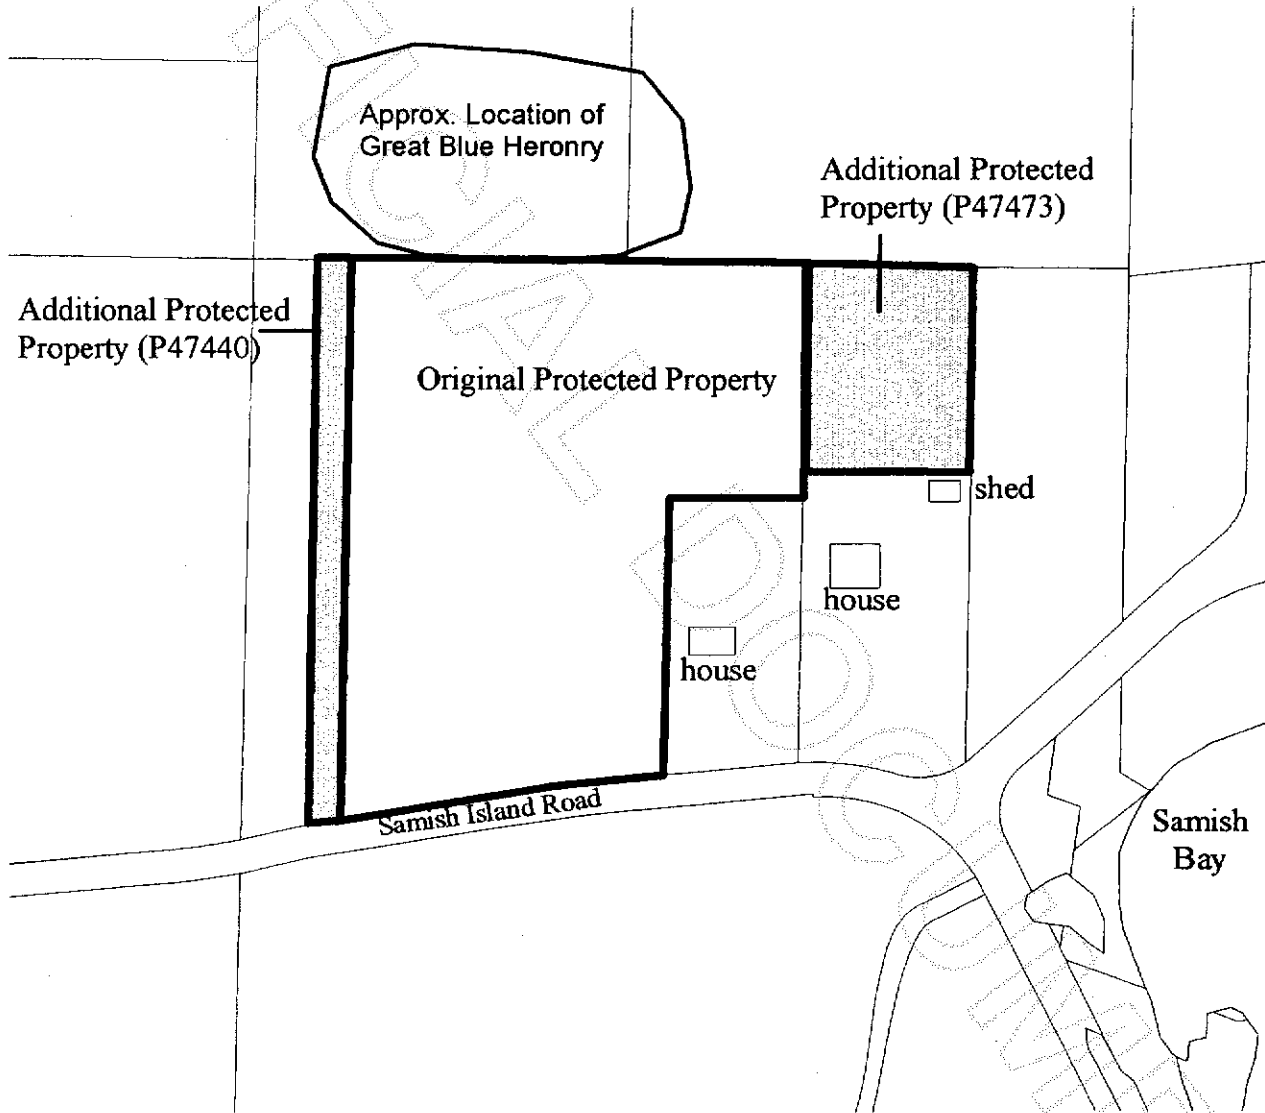 Approx. Location of
Great Blue Heronry
Additional Protected
Property (P47473)
Additional Protected
Property (P47440)
Original Protected Property
shed
house
house
Samish Island Road
Samish
Bay